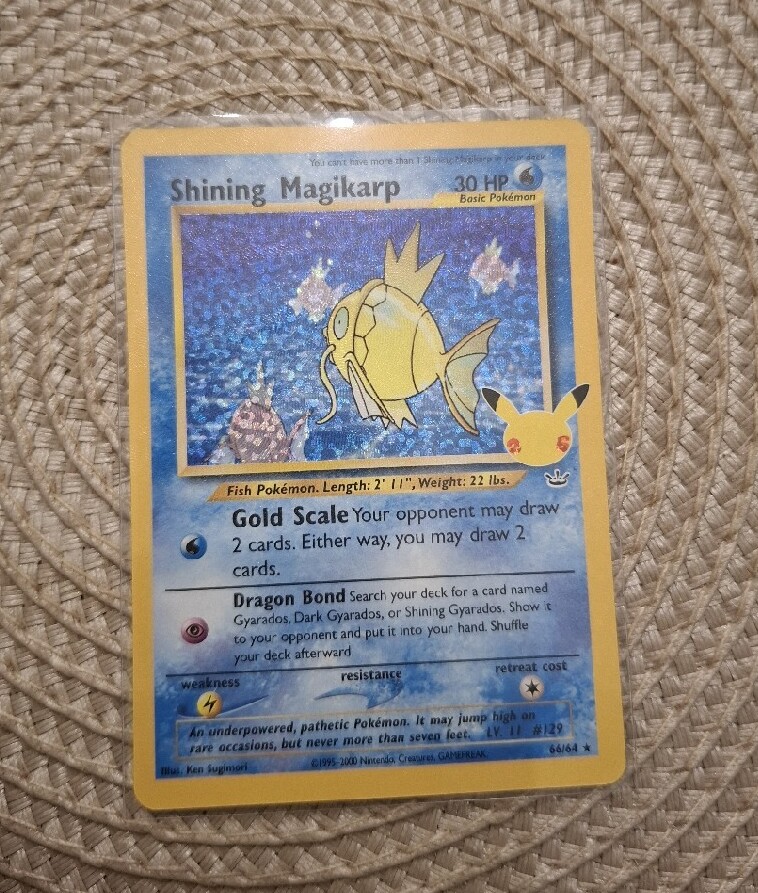 You can't have more than 1 Shining Magikarp in your deck.
Shining Magikarp 30 HP
Basic Pokémon
Fish Pokémon. Length: 2' 11", Weight: 22 lbs.
Gold Scale Your opponent may draw
2 cards. Either way, you may draw 2
cards.
Dragon Bond Search your deck for a card named
Gyarados, Dark Gyarados, or Shining Gyarados. Show it
to your opponent and put it into your hand. Shuffle
your deck afterward
weakness resistance retreat cost
An underpowered, pathetic Pokémon. It may jump high on
rare occasions, but never more than seven feet. LV. 11 #129
Illus. Ken Sugimori ©1995-2000 Nintendo, Creatures, GAMEFREAK. 66/64 ★